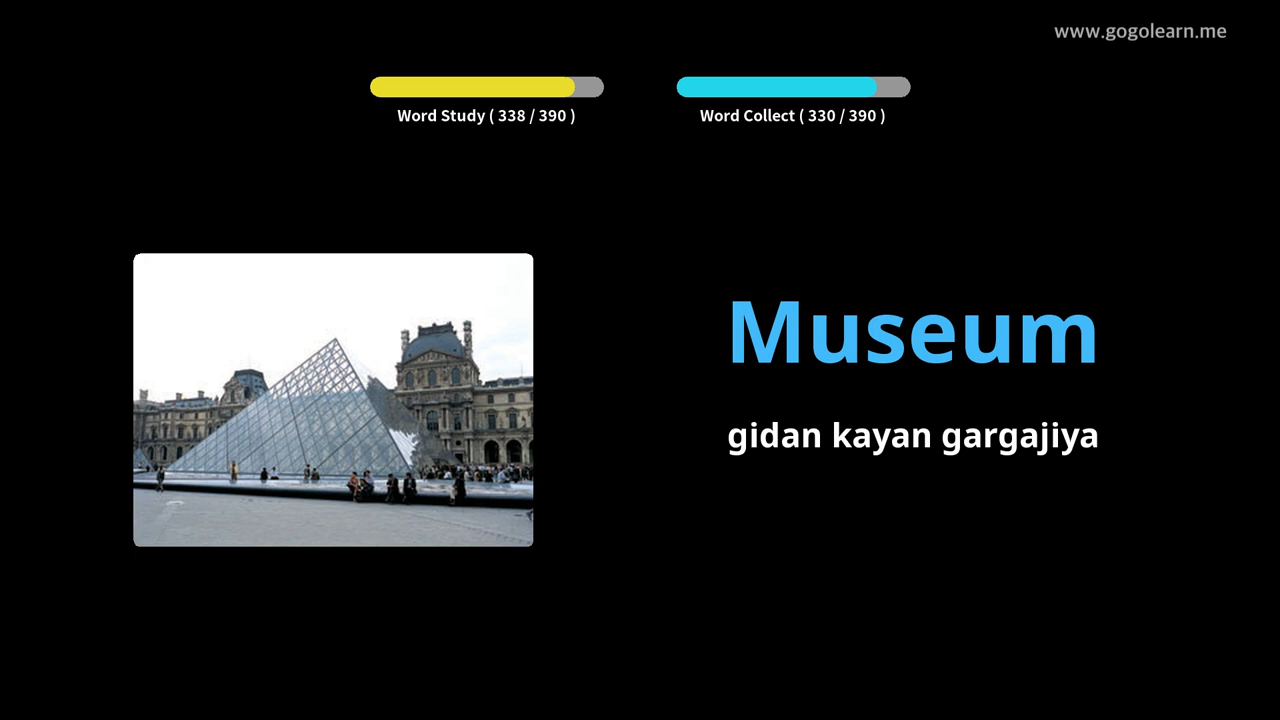 www.gogolearn.me
Word Study ( 338 / 390 )
Word Collect ( 330 / 390 )
Museum
gidan kayan gargajiya